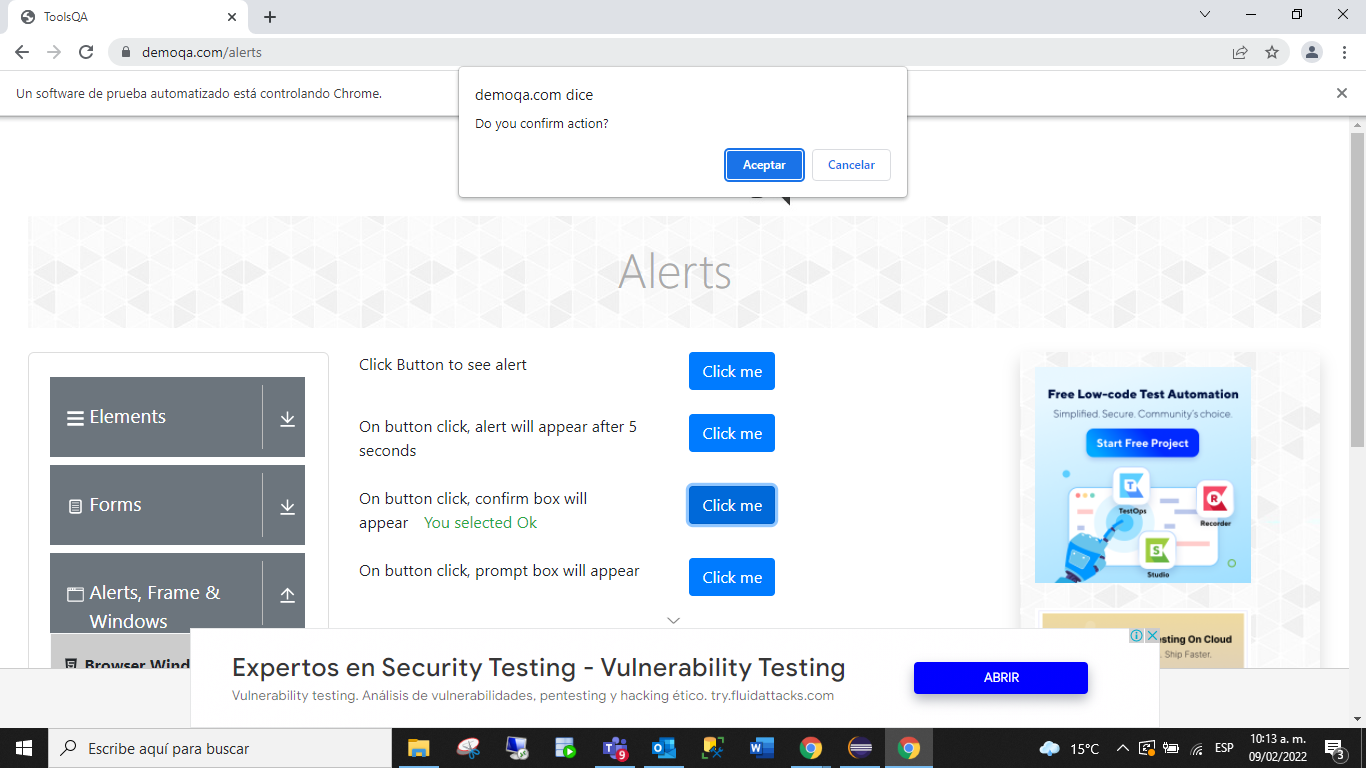 ToolsQA
demoqa.com/alerts
Un software de prueba automatizado está controlando Chrome.
demoqa.com dice
Do you confirm action?
Aceptar
Cancelar
Alerts
Elements
Forms
Alerts, Frame &
Windows
Browser Wind
Click Button to see alert
Click me
On button click, alert will appear after 5
seconds
Click me
On button click, confirm box will
appear You selected Ok
Click me
On button click, prompt box will appear
Click me
Free Low-code Test Automation
Simplified. Secure. Community's choice.
Start Free Project
TestOps
Recorder
Studio
esting On Cloud
. Ship Faster.
Expertos en Security Testing - Vulnerability Testing
Vulnerability testing. Análisis de vulnerabilidades, pentesting y hacking ético. try.fluidattacks.com
ABRIR
Escribe aquí para buscar
9
15°C
ESP
10:13 a. m.
09/02/2022
3